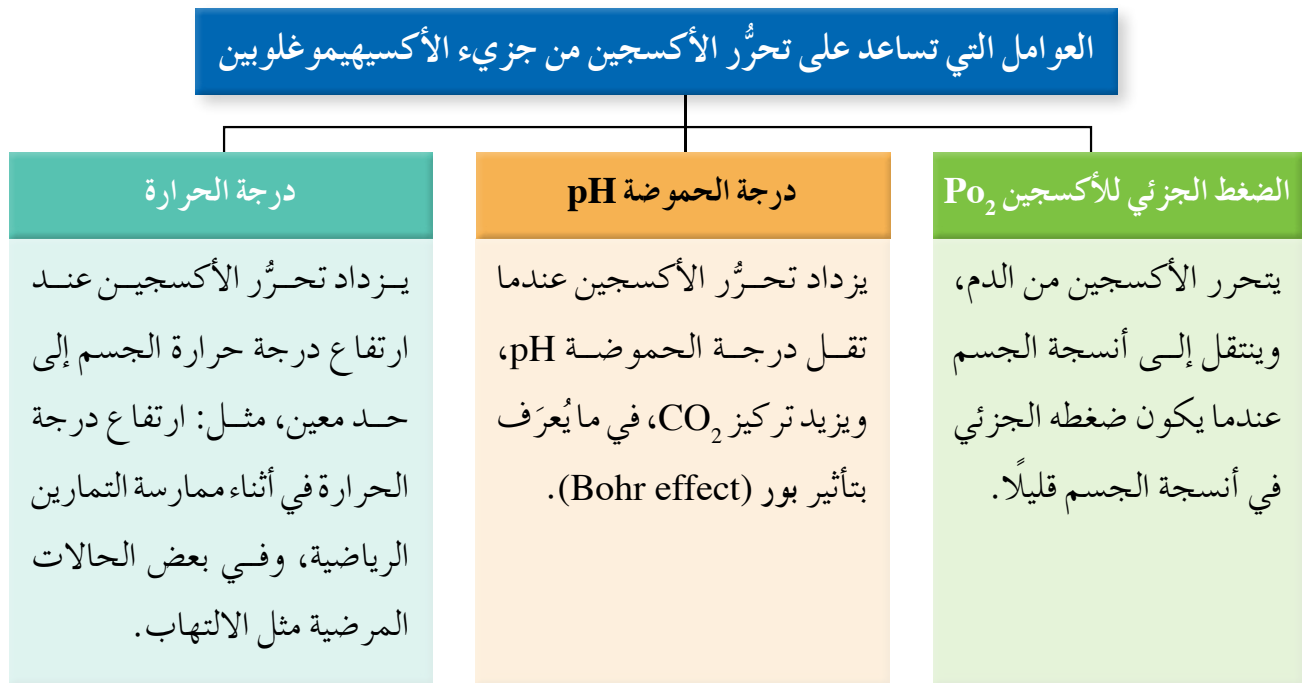 العوامل التي تساعد على تحرُّر الأكسجين من جزيء الأكسيهيموغلوبين
الضغط الجزئي للأكسجين Po₂
يتحرر الأكسجين من الدم،
وينتقل إلى أنسجة الجسم
عندما يكون ضغطه الجزئي
في أنسجة الجسم قليلًا.
درجة الحموضة pH
يزداد تحرُّر الأكسجين عندما
تقل درجة الحموضة pH،
ويزيد تركيز CO₂، في ما يُعرَف
بتأثير بور (Bohr effect).
درجة الحرارة
يزداد تحرُّر الأكسجين عند
ارتفاع درجة حرارة الجسم إلى
حد معين، مثل: ارتفاع درجة
الحرارة في أثناء ممارسة التمارين
الرياضية، وفي بعض الحالات
المرضية مثل الالتهاب.